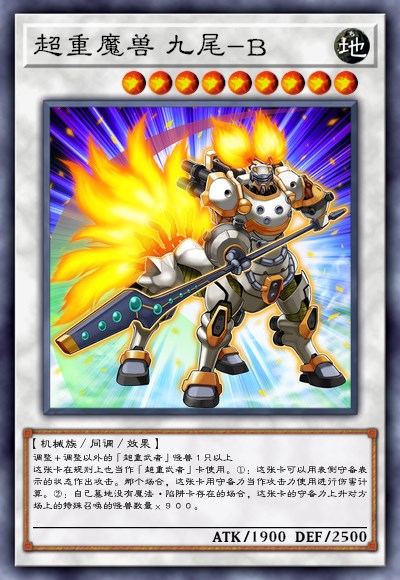 超重魔兽 九尾-B
地
【机械族/同调/效果】
调整+调整以外的「超重武者」怪兽1只以上
这张卡在规则上也当作「超重武者」卡使用。①:这张卡可以用表侧守备表
示的状态作出攻击。那个场合,这张卡用守备力当作攻击力使用进行伤害计
算。②:自己墓地没有魔法·陷阱卡存在的场合,这张卡的守备力上升对方
场上的特殊召唤的怪兽数量×900。
ATK/1900 DEF/2500